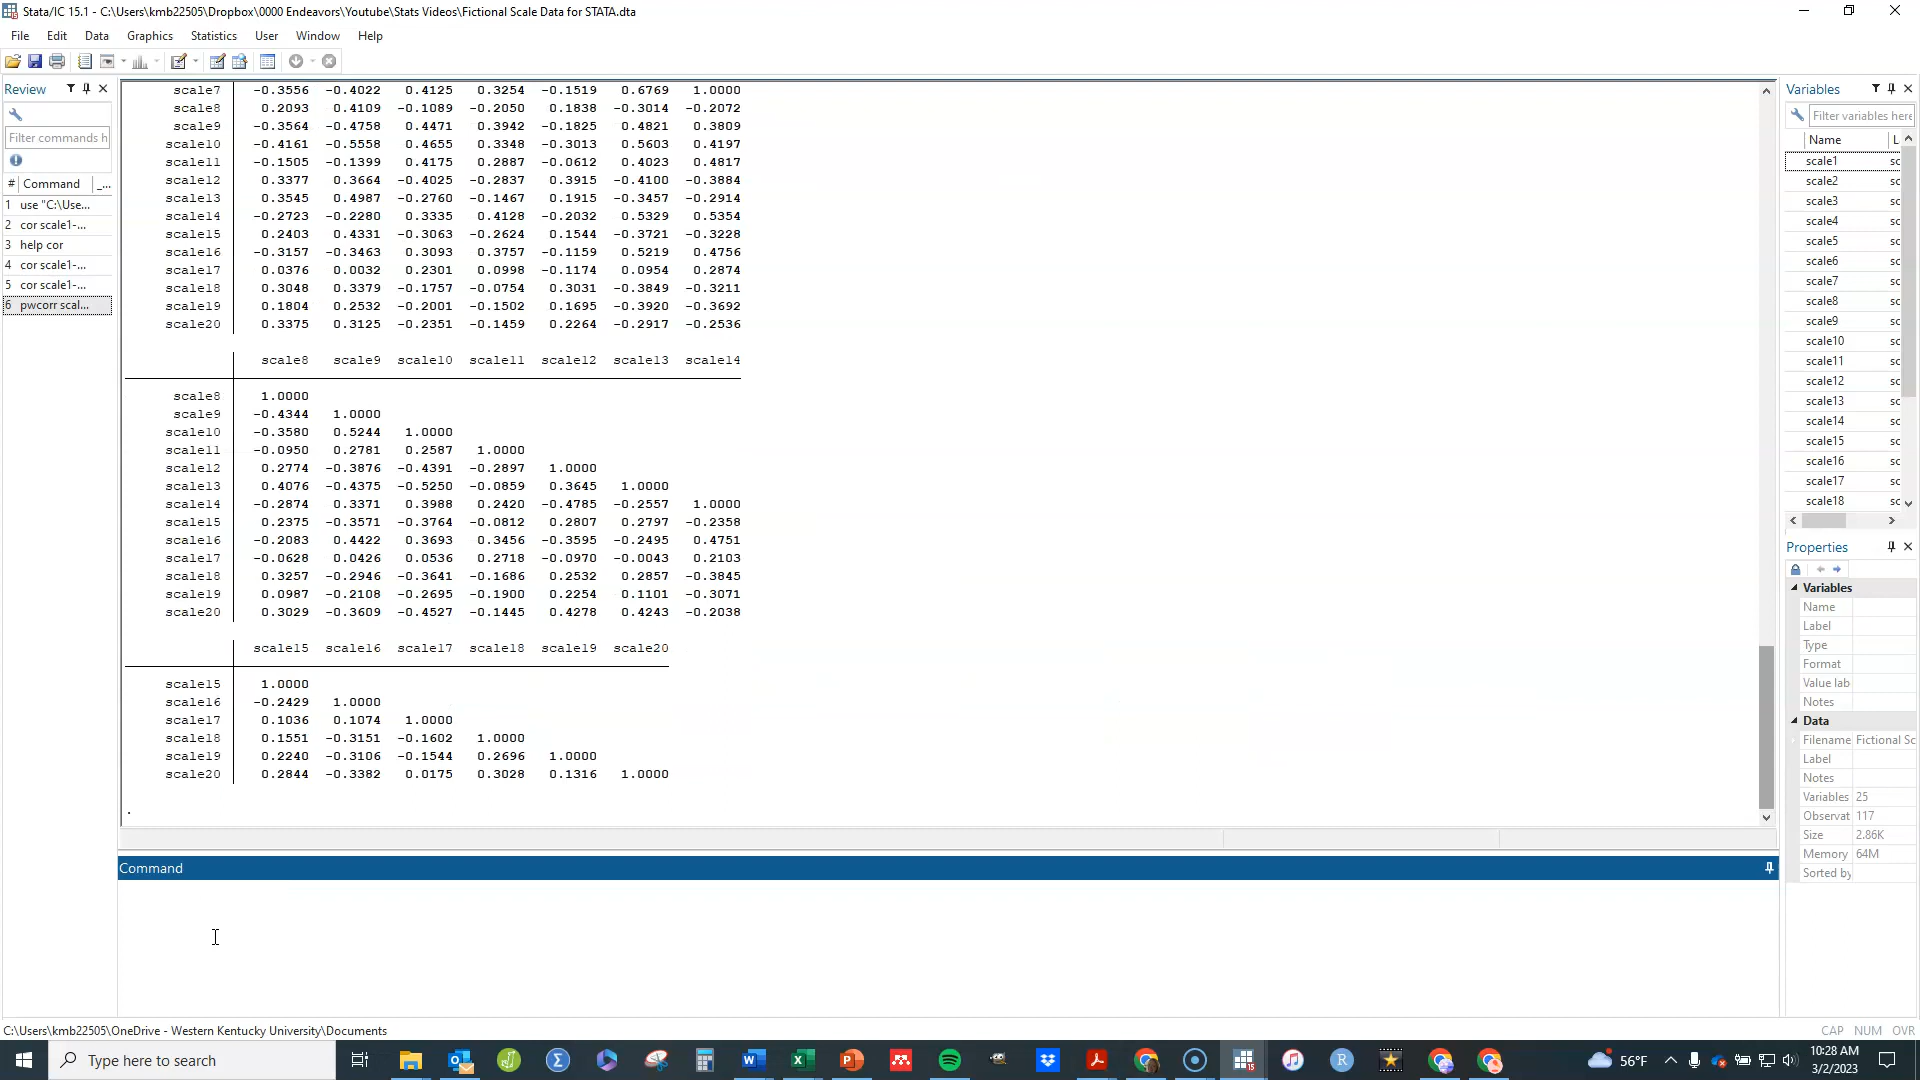 Stata/IC 15.1 - C:\Users\kmb22505\Dropbox\0000 Endeavors\Youtube\Stats Videos\Fictional Scale Data for STATA.dta
File Edit Data Graphics Statistics User Window Help
Review
Filter commands h
# Command _...
1 use "C:\Use...
2 cor scale1-...
3 help cor
4 cor scale1-...
5 cor scale1-...
6 pwcorr scal...
scale7 -0.3556 -0.4022 0.4125 0.3254 -0.1519 0.6769 1.0000
scale8 0.2093 0.4109 -0.1089 -0.2050 0.1838 -0.3014 -0.2072
scale9 -0.3564 -0.4758 0.4471 0.3942 -0.1825 0.4821 0.3809
scale10 -0.4161 -0.5558 0.4655 0.3348 -0.3013 0.5603 0.4197
scale11 -0.1505 -0.1399 0.4175 0.2887 -0.0612 0.4023 0.4817
scale12 0.3377 0.3664 -0.4025 -0.2837 0.3915 -0.4100 -0.3884
scale13 0.3545 0.4987 -0.2760 -0.1467 0.1915 -0.3457 -0.2914
scale14 -0.2723 -0.2280 0.3335 0.4128 -0.2032 0.5329 0.5354
scale15 0.2403 0.4331 -0.3063 -0.2624 0.1544 -0.3721 -0.3228
scale16 -0.3157 -0.3463 0.3093 0.3757 -0.1159 0.5219 0.4756
scale17 0.0376 0.0032 0.2301 0.0998 -0.1174 0.0954 0.2874
scale18 0.3048 0.3379 -0.1757 -0.0754 0.3031 -0.3849 -0.3211
scale19 0.1804 0.2532 -0.2001 -0.1502 0.1695 -0.3920 -0.3692
scale20 0.3375 0.3125 -0.2351 -0.1459 0.2264 -0.2917 -0.2536
scale8 scale9 scale10 scale11 scale12 scale13 scale14
scale8 1.0000
scale9 -0.4344 1.0000
scale10 -0.3580 0.5244 1.0000
scale11 -0.0950 0.2781 0.2587 1.0000
scale12 0.2774 -0.3876 -0.4391 -0.2897 1.0000
scale13 0.4076 -0.4375 -0.5250 -0.0859 0.3645 1.0000
scale14 -0.2874 0.3371 0.3988 0.2420 -0.4785 -0.2557 1.0000
scale15 0.2375 -0.3571 -0.3764 -0.0812 0.2807 0.2797 -0.2358
scale16 -0.2083 0.4422 0.3693 0.3456 -0.3595 -0.2495 0.4751
scale17 -0.0628 0.0426 0.0536 0.2718 -0.0970 -0.0043 0.2103
scale18 0.3257 -0.2946 -0.3641 -0.1686 0.2532 0.2857 -0.3845
scale19 0.0987 -0.2108 -0.2695 -0.1900 0.2254 0.1101 -0.3071
scale20 0.3029 -0.3609 -0.4527 -0.1445 0.4278 0.4243 -0.2038
scale15 scale16 scale17 scale18 scale19 scale20
scale15 1.0000
scale16 -0.2429 1.0000
scale17 0.1036 0.1074 1.0000
scale18 0.1551 -0.3151 -0.1602 1.0000
scale19 0.2240 -0.3106 -0.1544 0.2696 1.0000
scale20 0.2844 -0.3382 0.0175 0.3028 0.1316 1.0000
.
Command
Variables
Filter variables here
Name L
scale1 sc
scale2 sc
scale3 sc
scale4 sc
scale5 sc
scale6 sc
scale7 sc
scale8 sc
scale9 sc
scale10 sc
scale11 sc
scale12 sc
scale13 sc
scale14 sc
scale15 sc
scale16 sc
scale17 sc
scale18 sc
Properties
Variables
Name
Label
Type
Format
Value lab
Notes
Data
Filename Fictional Sc
Label
Notes
Variables 25
Observat 117
Size 2.86K
Memory 64M
Sorted by
C:\Users\kmb22505\OneDrive - Western Kentucky University\Documents
CAP NUM OVR
Type here to search
56°F
10:28 AM
3/2/2023